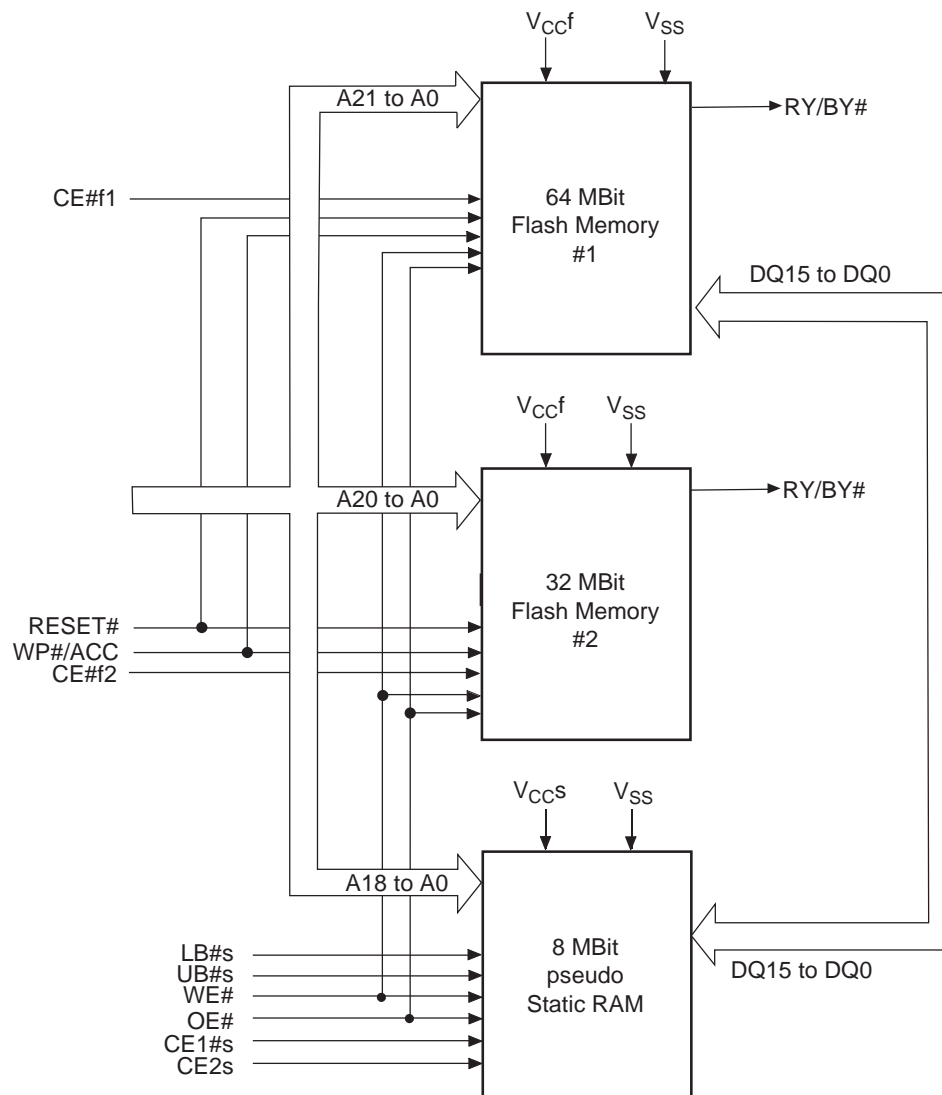 VCCf
VSS
A21 to A0
RY/BY#
CE#f1
64 MBit
Flash Memory
#1
DQ15 to DQ0
VCCf
VSS
A20 to A0
RY/BY#
32 MBit
Flash Memory
#2
RESET#
WP#/ACC
CE#f2
VCCs
VSS
A18 to A0
LB#s
UB#s
WE#
OE#
CE1#s
CE2s
8 MBit
pseudo
Static RAM
DQ15 to DQ0